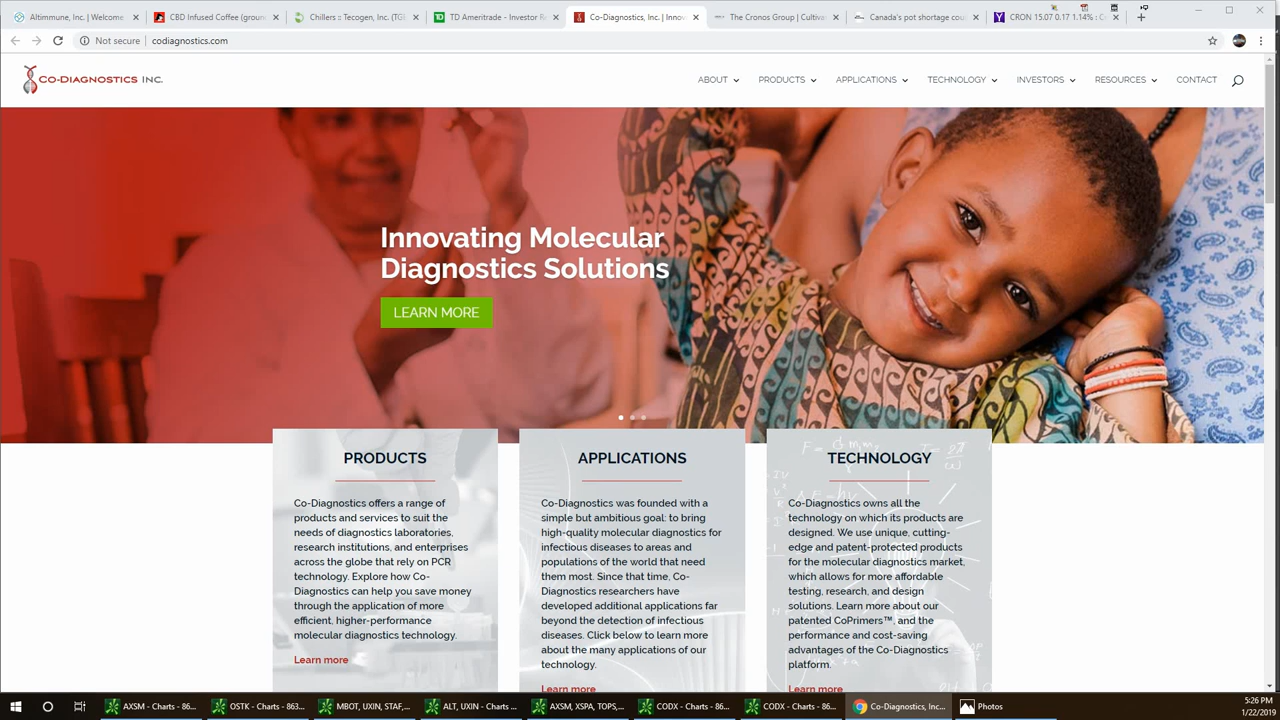 Altimmune, Inc. | Welcome
CBD Infused Coffee (groun
Chillers :: Tecogen, Inc. (TGE
TD Ameritrade - Investor Re
Co-Diagnostics, Inc. | Innov
The Cronos Group | Cultiva
Canada's pot shortage cou
CRON 15.07 0.17 1.14% : C
Not secure | codiagnostics.com
CO-DIAGNOSTICS INC.
ABOUT
PRODUCTS
APPLICATIONS
TECHNOLOGY
INVESTORS
RESOURCES
CONTACT
Innovating Molecular
Diagnostics Solutions
LEARN MORE
PRODUCTS
Co-Diagnostics offers a range of
products and services to suit the
needs of diagnostics laboratories,
research institutions, and enterprises
across the globe that rely on PCR
technology. Explore how Co-
Diagnostics can help you save money
through the application of more
efficient, higher-performance
molecular diagnostics technology.
Learn more
APPLICATIONS
Co-Diagnostics was founded with a
simple but ambitious goal: to bring
high-quality molecular diagnostics for
infectious diseases to areas and
populations of the world that need
them most. Since that time, Co-
Diagnostics researchers have
developed additional applications far
beyond the detection of infectious
diseases. Click below to learn more
about the many applications of our
technology.
Learn more
TECHNOLOGY
Co-Diagnostics owns all the
technology on which its products are
designed. We use unique, cutting-
edge and patent-protected products
for the molecular diagnostics market,
which allows for more affordable
testing, research, and design
solutions. Learn more about our
patented CoPrimers™, and the
performance and cost-saving
advantages of the Co-Diagnostics
platform.
Learn more
AXSM - Charts - 86...
OSTK - Charts - 863...
MBOT, UXIN, STAF,...
ALT, UXIN - Charts ...
AXSM, XSPA, TOPS,...
CODX - Charts - 86...
CODX - Charts - 86...
Co-Diagnostics, Inc...
Photos
5:26 PM
1/22/2019